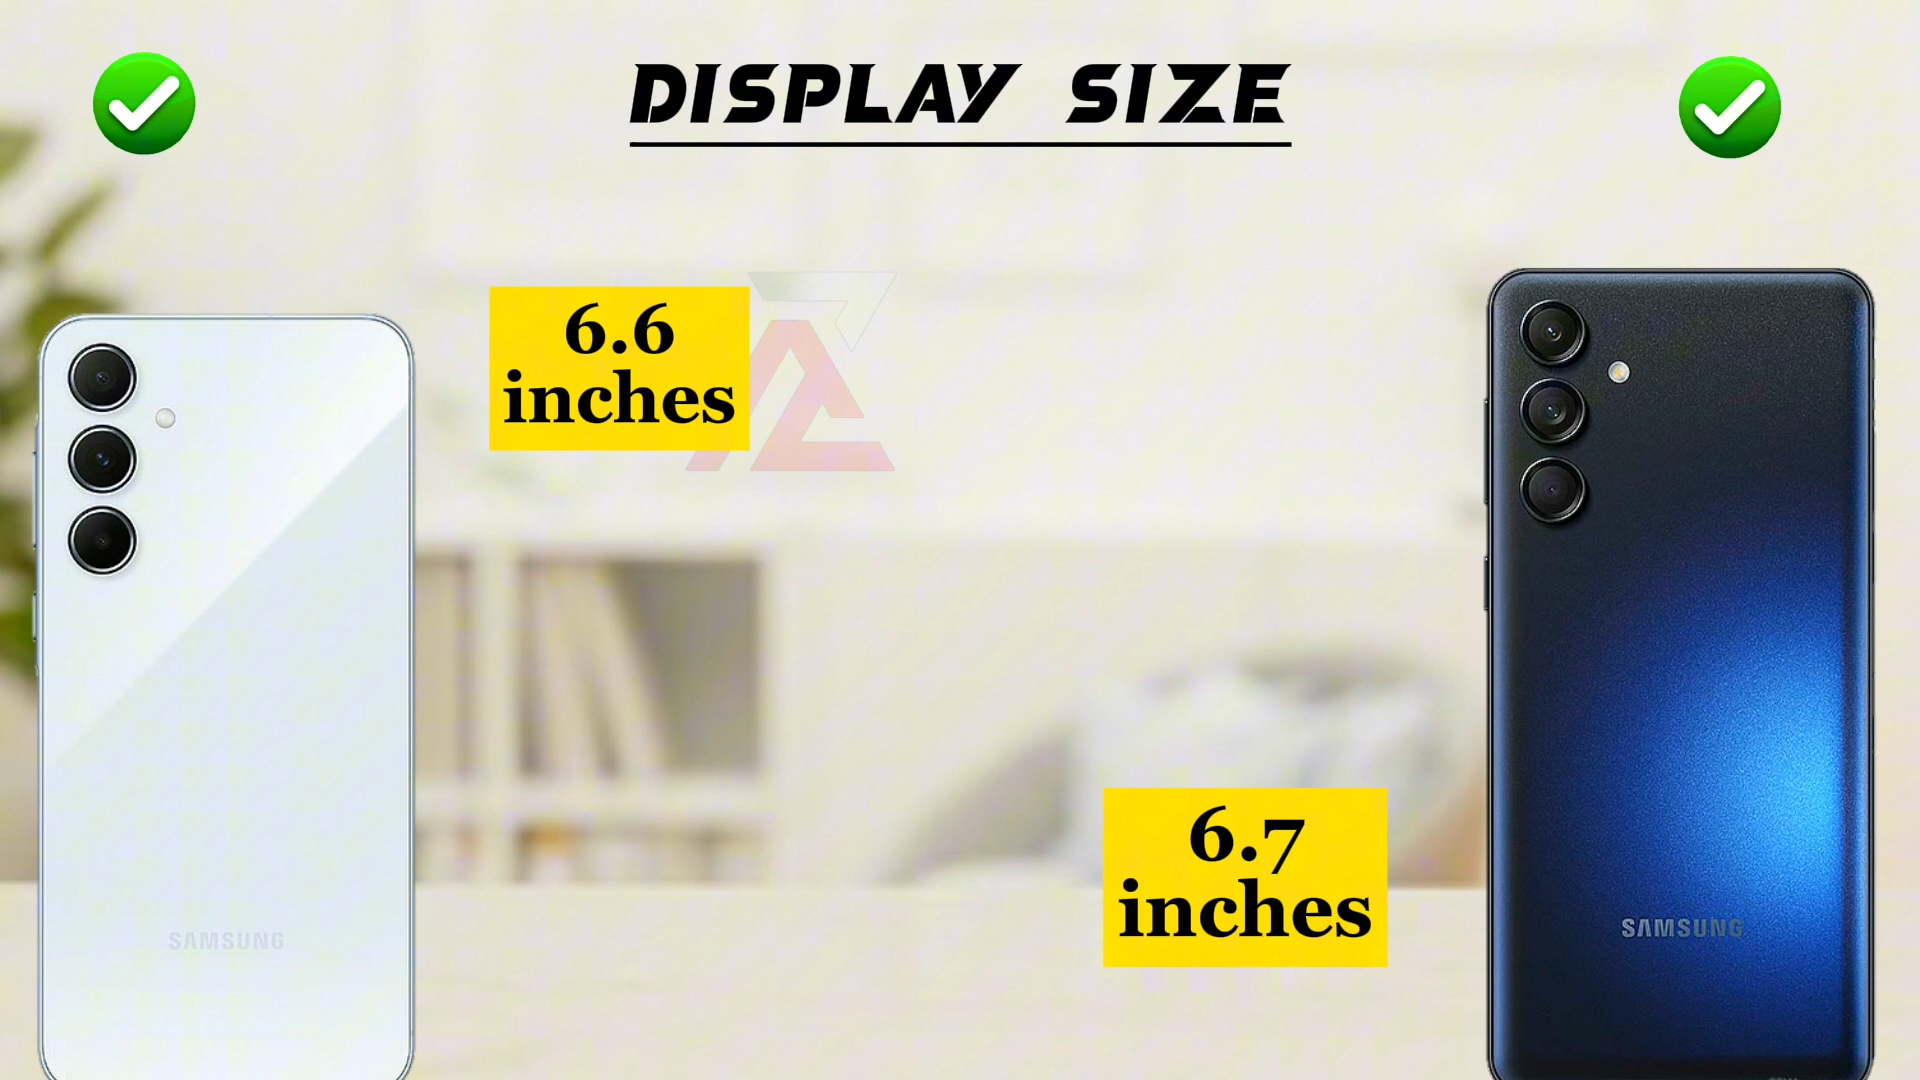 DISPLAY SIZE
6.6
inches
6.7
inches
SAMSUNG
SAMSUNG